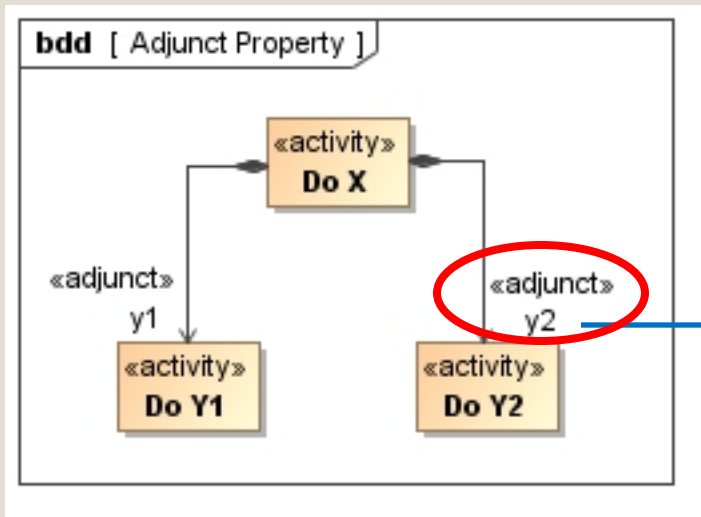 bdd [ Adjunct Property ]
«activity»
Do X
«adjunct»
y1
«adjunct»
y2
«activity»
Do Y1
«activity»
Do Y2